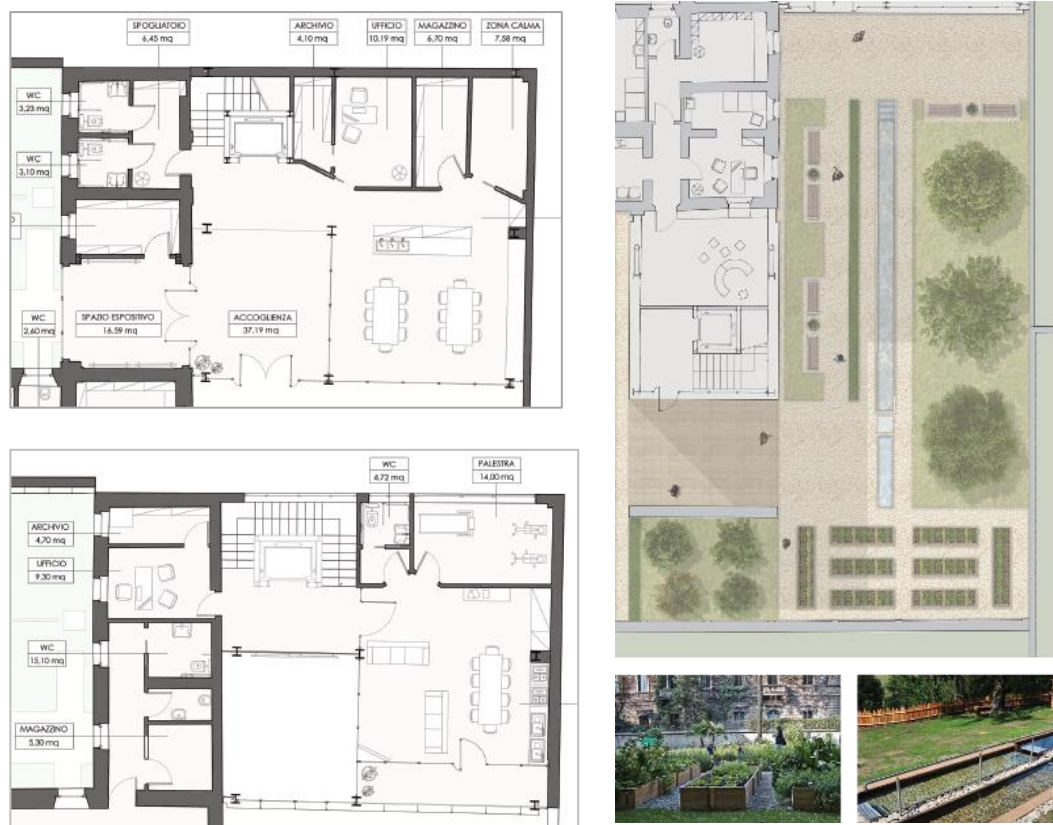 SPOGLIATOIO
6,45 mq
ARCHIVIO
4,10 mq
UFFICIO
10,19 mq
MAGAZZINO
6,70 mq
ZONA CALMA
7,58 mq
WC
3,23 mq
WC
3,10 mq
WC
2,60 mq
SPAZIO ESPOSITIVO
16,59 mq
ACCOGLIENZA
37,19 mq
WC
4,72 mq
PALESTRA
14,00 mq
ARCHIVIO
4,70 mq
UFFICIO
9,30 mq
WC
15,10 mq
MAGAZZINO
5,30 mq